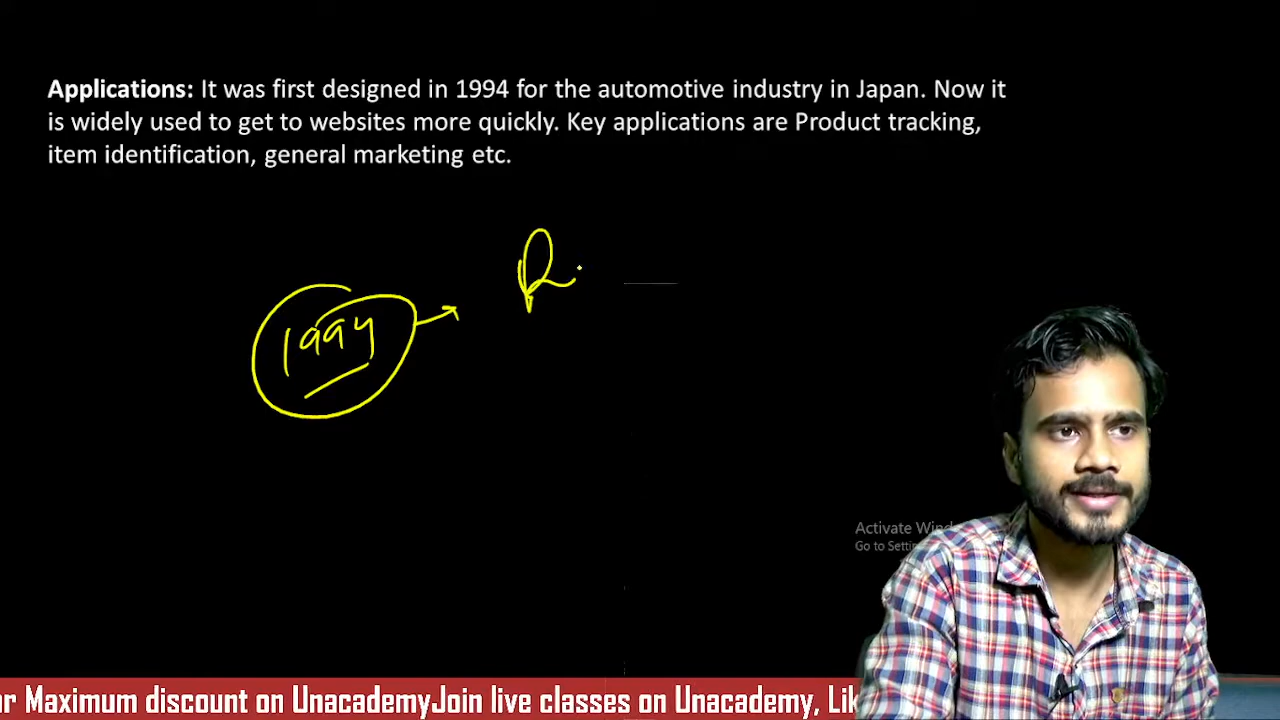 Applications: It was first designed in 1994 for the automotive industry in Japan. Now it
is widely used to get to websites more quickly. Key applications are Product tracking,
item identification, general marketing etc.
1994 → R
Activate Wind
Go to Settin
r Maximum discount on UnacademyJoin live classes on Unacademy, Lik